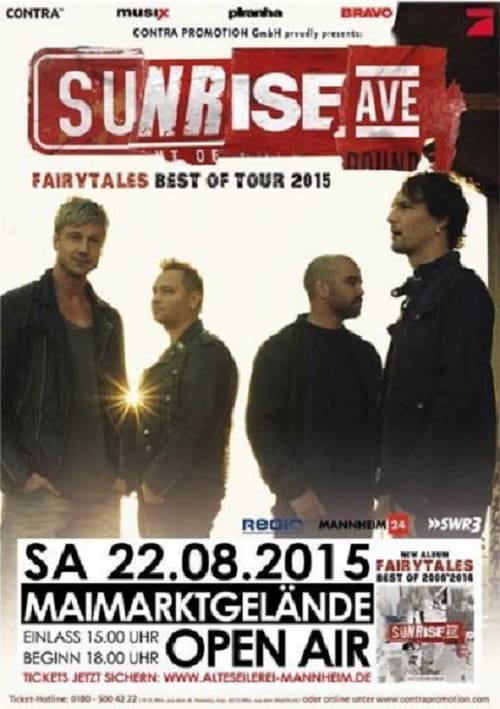 CONTRA musix piranha BRAVO
CONTRA PROMOTION GmbH proudly presents:
SUNRISE AVE
FAIRYTALES BEST OF TOUR 2015
REGIO MANNHEIM 24 »SWR3
SA 22.08.2015
MAIMARKTGELÄNDE
EINLASS 15.00 UHR
BEGINN 18.00 UHR
OPEN AIR
TICKETS JETZT SICHERN: WWW.ALTESEILEREI-MANNHEIM.DE
NEW ALBUM
FAIRYTALES
BEST OF 2006*2014
SUNRISE AVE
Ticket-Hotline: 0180 - 500 42 22
oder online unter www.contrapromotion.com